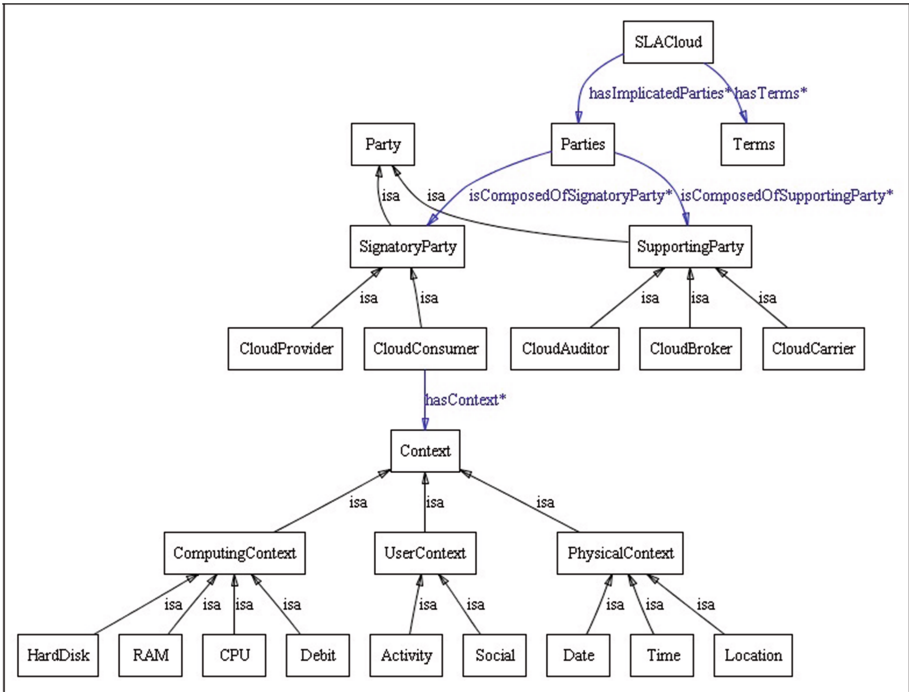 SLACloud
hasImplicatedParties* hasTerms*
Party
Parties
Terms
isa
isa
isComposedOfSignatoryParty*
isComposedOfSupportingParty*
SignatoryParty
SupportingParty
isa
isa
isa
isa
isa
CloudProvider
CloudConsumer
CloudAuditor
CloudBroker
CloudCarrier
hasContext*
Context
isa
isa
isa
ComputingContext
UserContext
PhysicalContext
isa
isa
isa
isa
isa
isa
isa
isa
isa
HardDisk
RAM
CPU
Debit
Activity
Social
Date
Time
Location